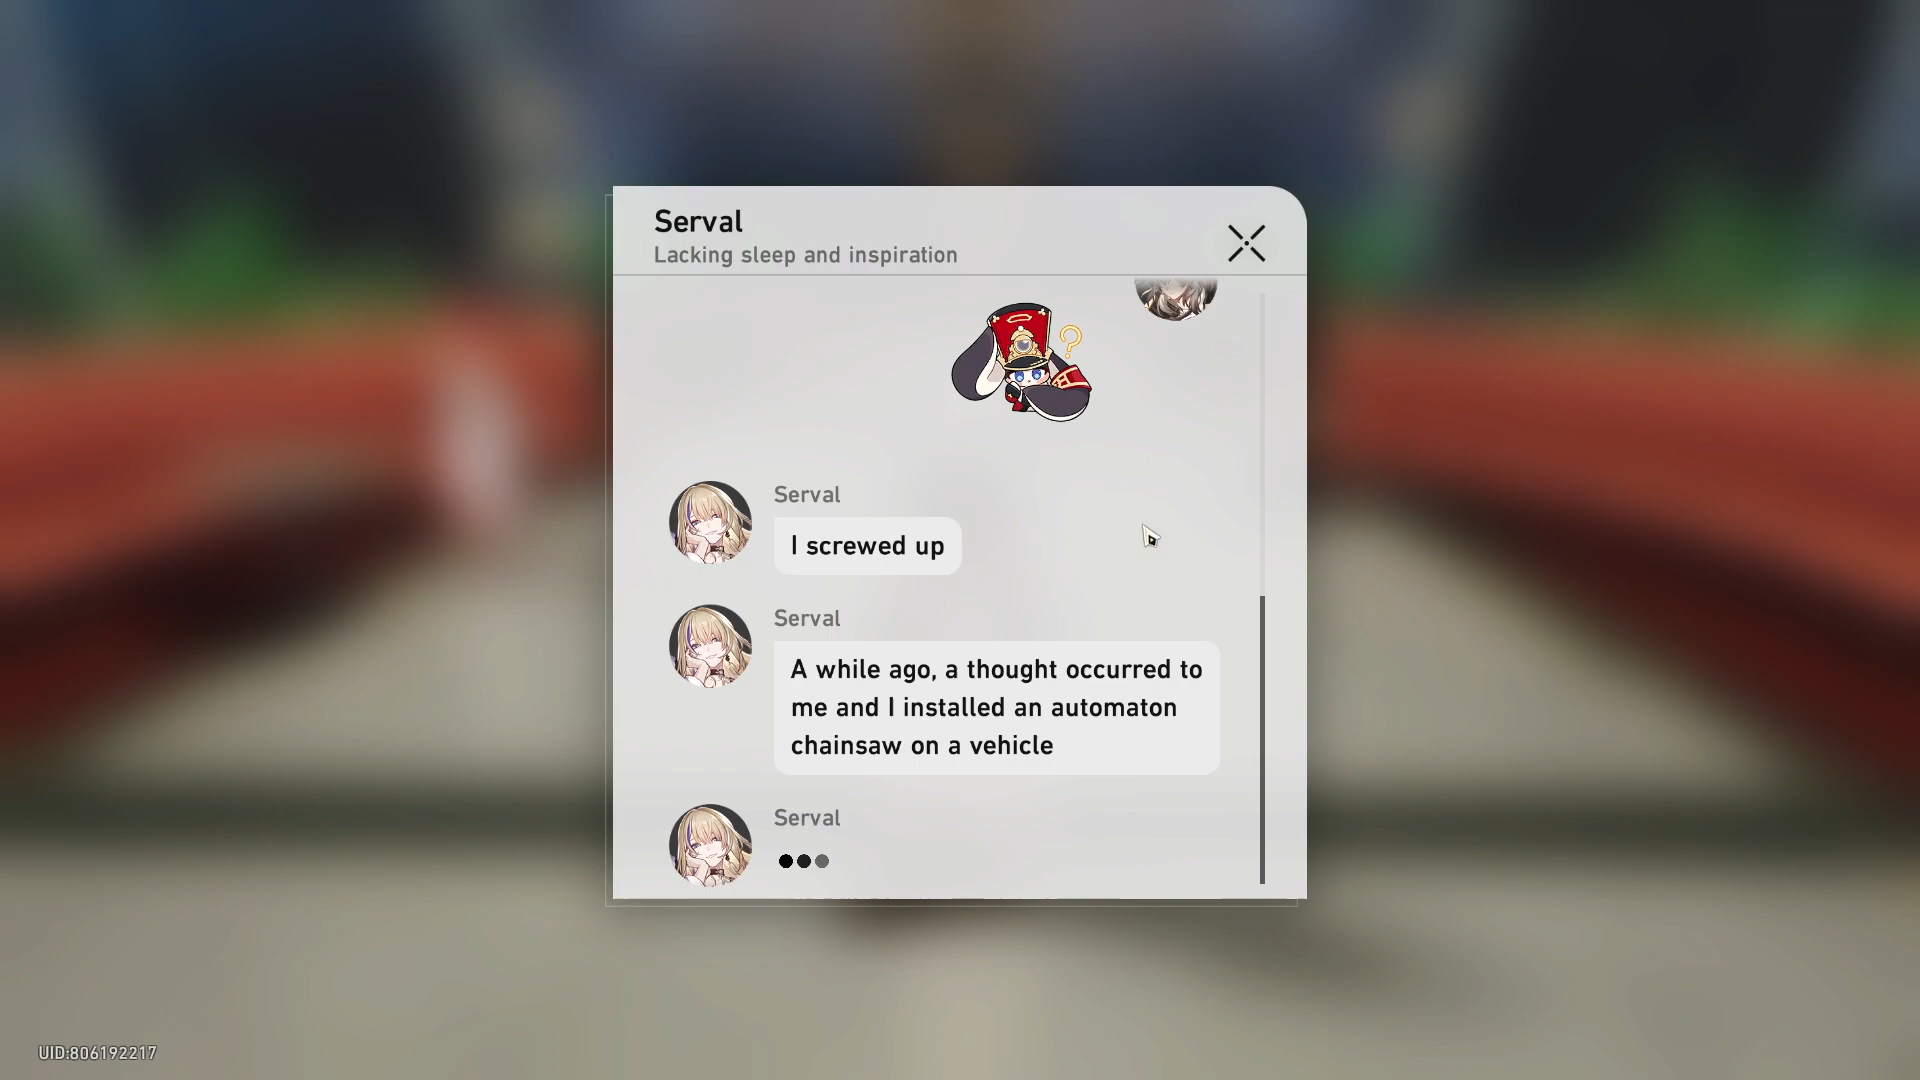 Serval
Lacking sleep and inspiration
?
Serval
I screwed up
Serval
A while ago, a thought occurred to
me and I installed an automaton
chainsaw on a vehicle
Serval
UID:806192217